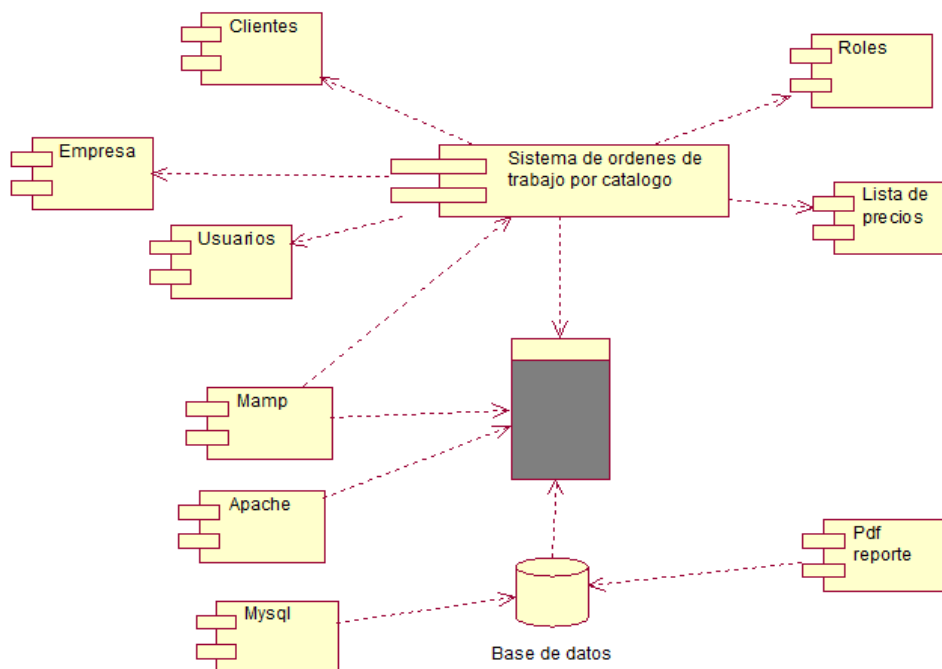 Clientes
Roles
Empresa
Sistema de ordenes de
trabajo por catalogo
Lista de
precios
Usuarios
Mamp
Apache
Pdf
reporte
Mysql
Base de datos